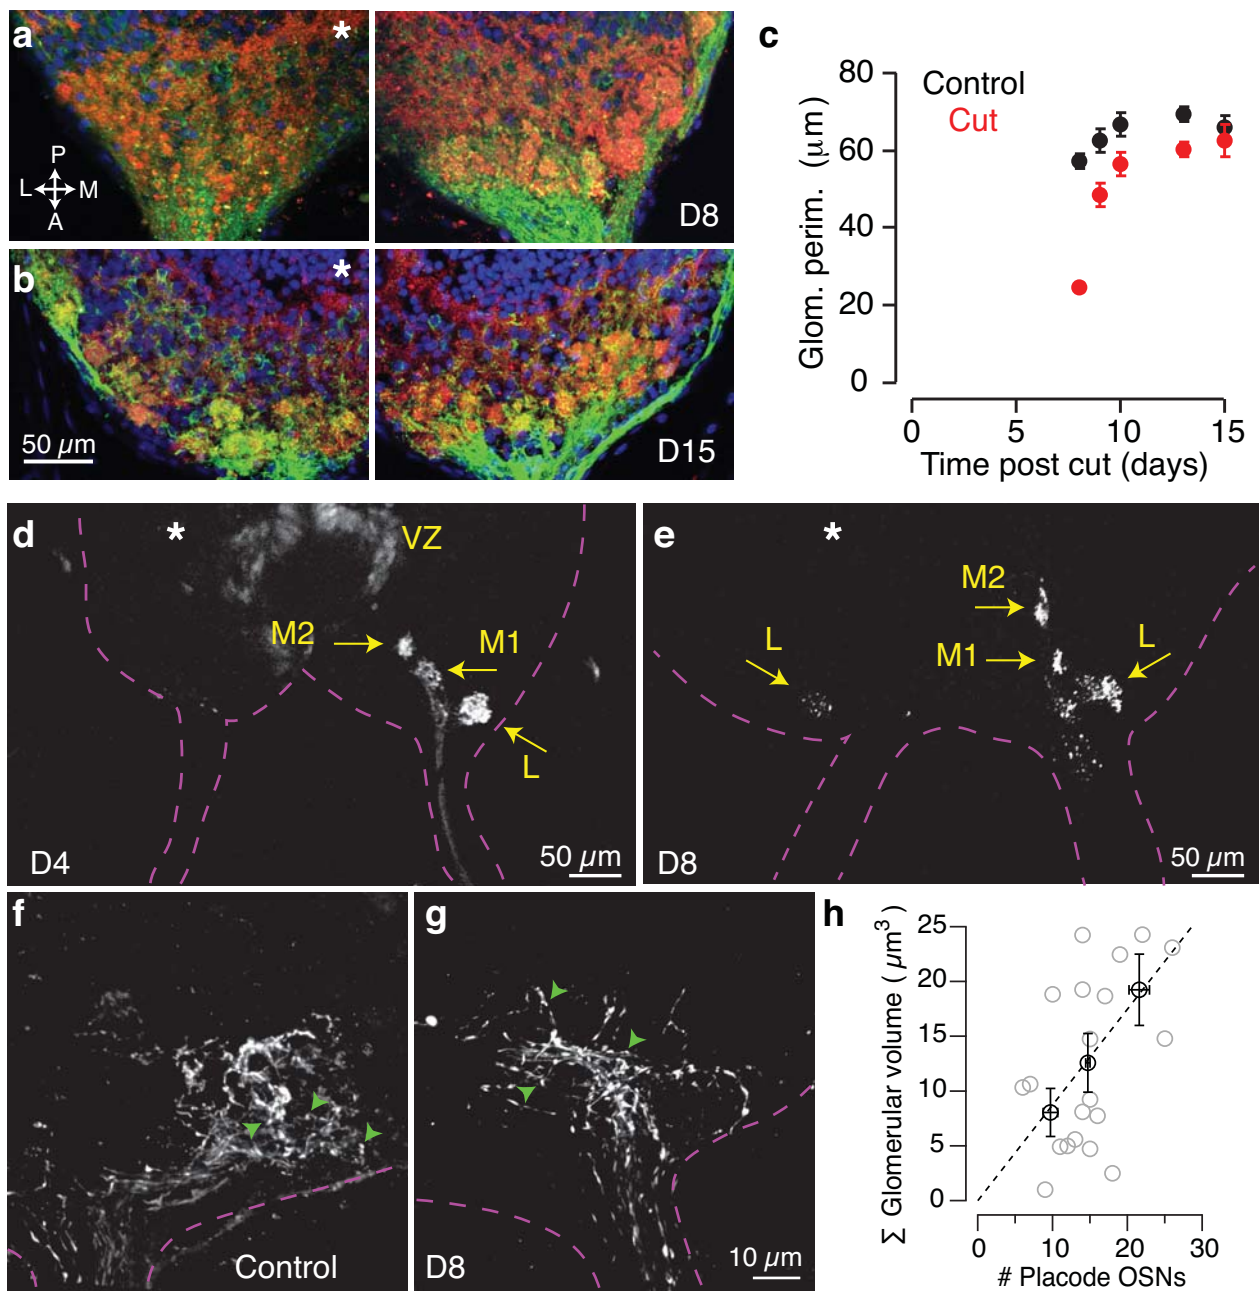 a
*
P
L M
A
D8
b
*
50 µm
D15
c
80
60
40
20
0
Glom. perim. (µm)
Control
Cut
0 5 10 15
Time post cut (days)
d
*
VZ
M2
M1
L
D4
50 µm
e
*
M2
L
L
M1
D8
50 µm
f
Control
g
D8
10 µm
h
25
20
15
10
5
0
Σ Glomerular volume ( µm³ )
0 10 20 30
# Placode OSNs